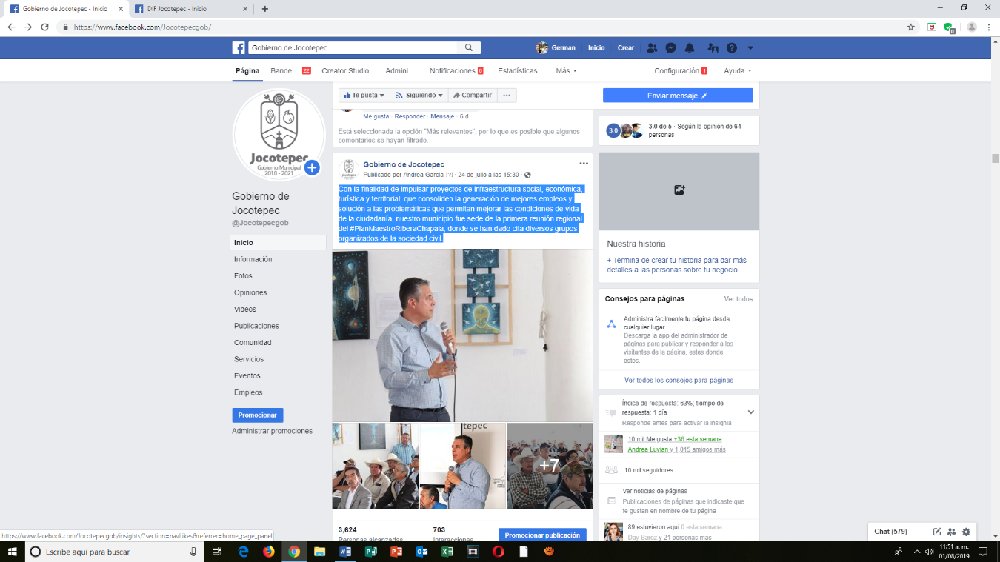 Gobierno de Jocotepec - Inicio
DIF Jocotepec - Inicio
https://www.facebook.com/Jocotepecgob/
Gobierno de Jocotepec
German Inicio Crear
Página Bande... 22 Creator Studio Admini... Notificaciones 6 Estadísticas Más Configuración 1 Ayuda
Te gusta Siguiendo Compartir ...
Enviar mensaje
Jocotepec
Gobierno Municipal
2018 - 2021
Gobierno de
Jocotepec
@Jocotepecgob
Inicio
Información
Fotos
Opiniones
Videos
Publicaciones
Comunidad
Servicios
Eventos
Empleos
Promocionar
Administrar promociones
Me gusta · Responder · Mensaje · 6 d
Está seleccionada la opción "Más relevantes", por lo que es posible que algunos
comentarios se hayan filtrado.
Gobierno de Jocotepec
Publicado por Andrea Garcia [?] · 24 de julio a las 15:30 ·
Con la finalidad de impulsar proyectos de infraestructura social, económica,
turística y territorial; que consoliden la generación de mejores empleos y
solución a las problemáticas que permitan mejorar las condiciones de vida
de la ciudadanía, nuestro municipio fue sede de la primera reunión regional
del #PlanMaestroRiberaChapala, donde se han dado cita diversos grupos
organizados de la sociedad civil.
tepec
+7
3,624
Personas alcanzadas
703
Interacciones
Promocionar publicación
3.0
3.0 de 5 · Según la opinión de 64
personas
Nuestra historia
+ Termina de crear tu historia para dar más
detalles a las personas sobre tu negocio.
Consejos para páginas Ver todos
Administra fácilmente tu página desde
cualquier lugar
Descarga la app del administrador de
páginas para publicar y responder a los
visitantes de la página, estés donde
estés.
Ver todos los consejos para páginas
Índice de respuesta: 63%; tiempo de
respuesta: 1 día
Responde antes para activar la insignia
10 mil Me gusta +36 esta semana
Andrea Luvian y 1,015 amigos más
10 mil seguidores
Ver noticias de páginas
Publicaciones de páginas que indicaste que
te gustan en nombre de tu página
89 estuvieron aquí 0 esta semana
Day Barez y 21 personas más
Chat (579)
https://www.facebook.com/Jocotepecgob/insights/?section=navLikes&referrer=home_page_panel
Escribe aquí para buscar
11:51 a. m.
01/08/2019